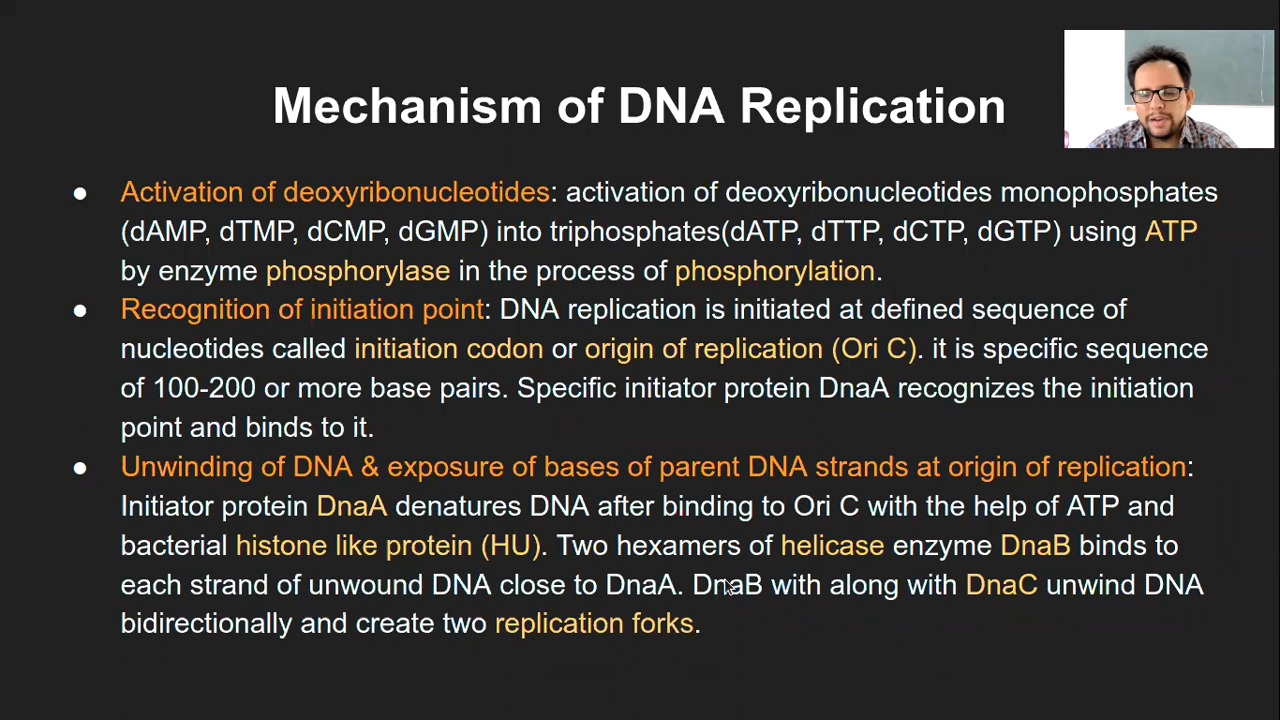 Mechanism of DNA Replication
● Activation of deoxyribonucleotides: activation of deoxyribonucleotides monophosphates
(dAMP, dTMP, dCMP, dGMP) into triphosphates(dATP, dTTP, dCTP, dGTP) using ATP
by enzyme phosphorylase in the process of phosphorylation.
● Recognition of initiation point: DNA replication is initiated at defined sequence of
nucleotides called initiation codon or origin of replication (Ori C). it is specific sequence
of 100-200 or more base pairs. Specific initiator protein DnaA recognizes the initiation
point and binds to it.
● Unwinding of DNA & exposure of bases of parent DNA strands at origin of replication:
Initiator protein DnaA denatures DNA after binding to Ori C with the help of ATP and
bacterial histone like protein (HU). Two hexamers of helicase enzyme DnaB binds to
each strand of unwound DNA close to DnaA. DnaB with along with DnaC unwind DNA
bidirectionally and create two replication forks.